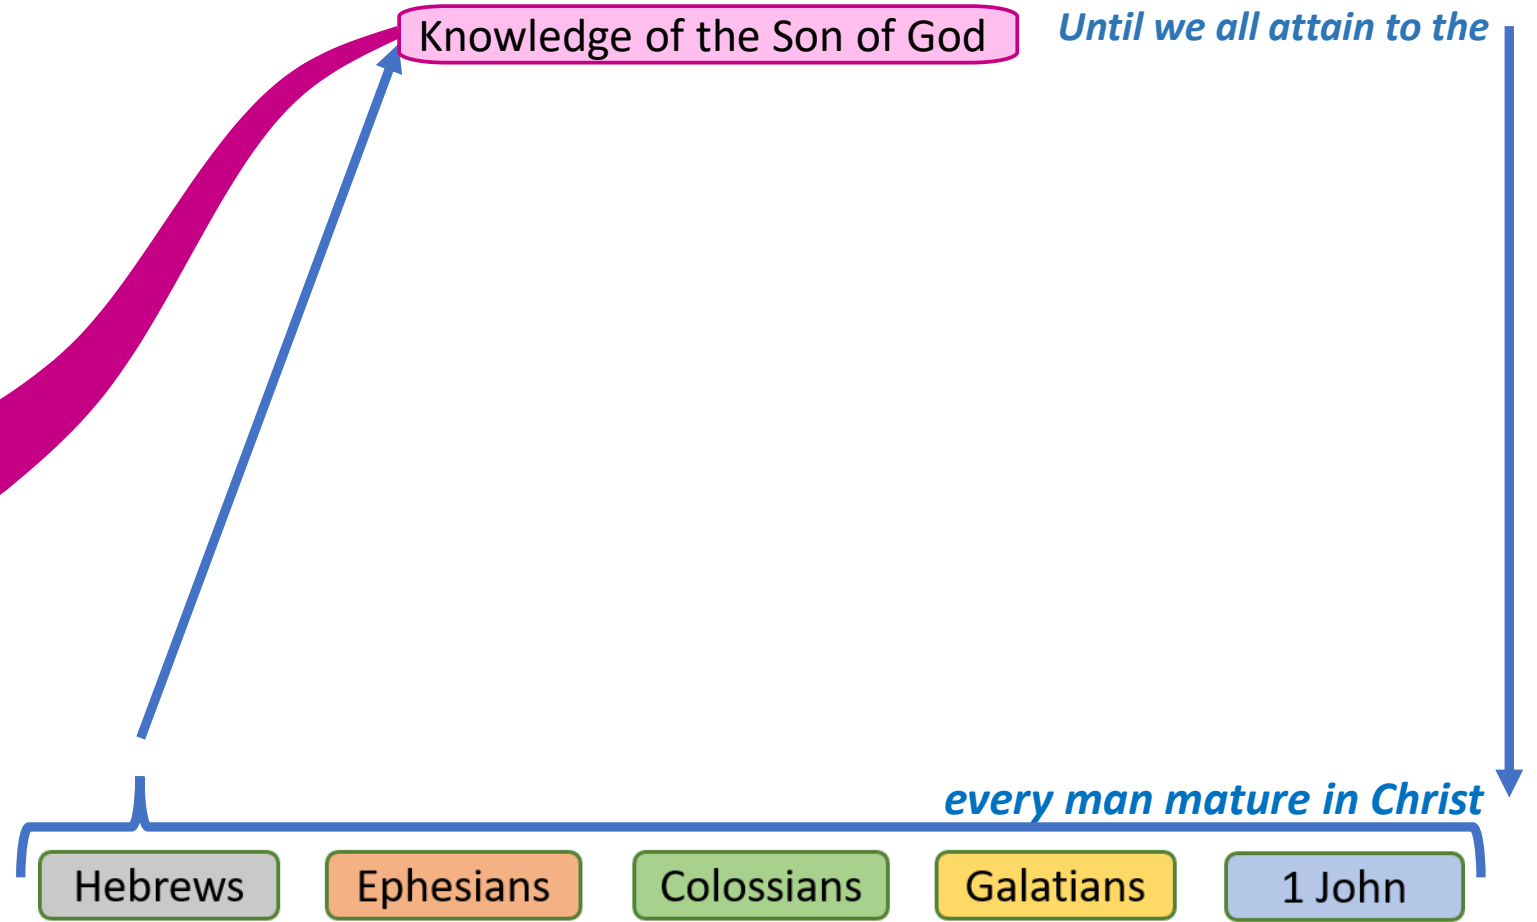 Knowledge of the Son of God
Until we all attain to the
every man mature in Christ
Hebrews
Ephesians
Colossians
Galatians
1 John